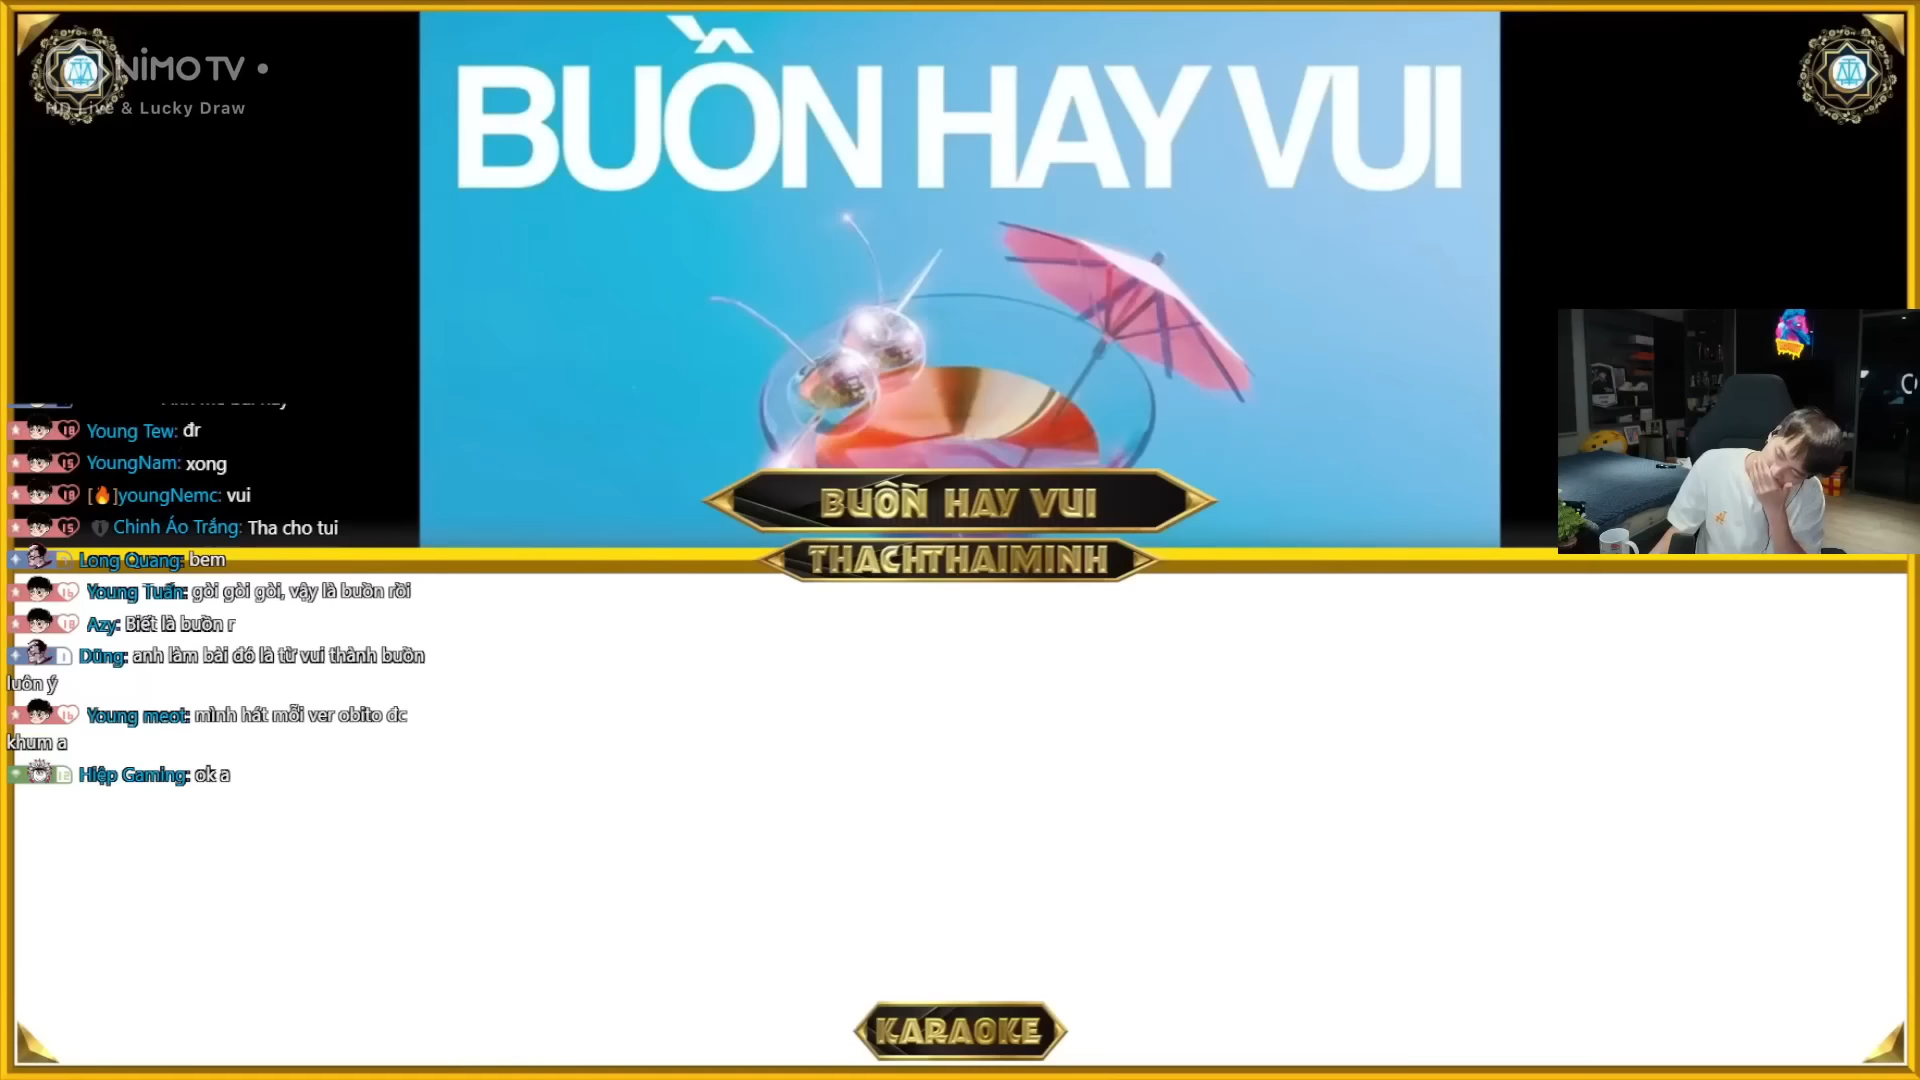 NiMO TV
HD Live & Lucky Draw
BUỒN HAY VUI
Young Tew: đr
YoungNam: xong
[🔥]youngNemc: vui
Chinh Áo Trắng: Tha cho tui
Long Quang: bem
Young Tuấn: gòi gòi gòi, vậy là buồn rồi
Azy: Biết là buồn r
Dũng: anh làm bài đó là từ vui thành buồn
luôn ý
Young meot: mình hát mỗi ver obito đc
khum a
Hiệp Gaming: ok a
BUỒN HAY VUI
THACHTHAIMINH
KARAOKE